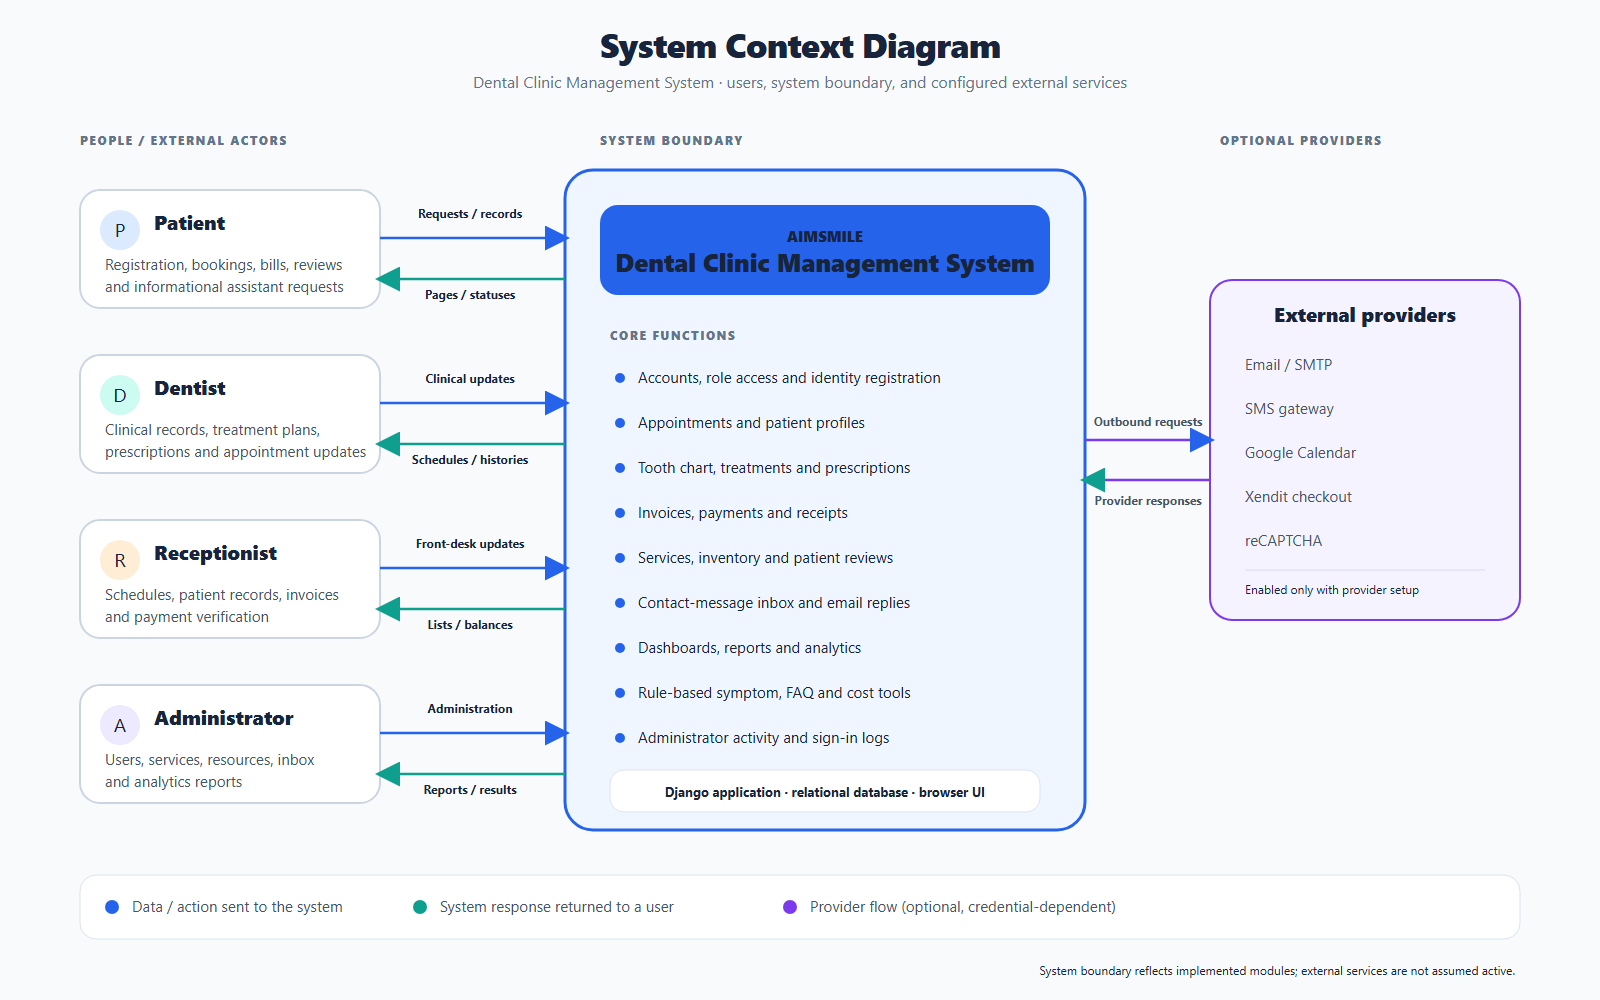 System Context Diagram
Dental Clinic Management System · users, system boundary, and configured external services
PEOPLE / EXTERNAL ACTORS
P
Patient
Registration, bookings, bills, reviews
and informational assistant requests
D
Dentist
Clinical records, treatment plans,
prescriptions and appointment updates
R
Receptionist
Schedules, patient records, invoices
and payment verification
A
Administrator
Users, services, resources, inbox
and analytics reports
Requests / records
Pages / statuses
Clinical updates
Schedules / histories
Front-desk updates
Lists / balances
Administration
Reports / results
SYSTEM BOUNDARY
AIMSMILE
Dental Clinic Management System
CORE FUNCTIONS
Accounts, role access and identity registration
Appointments and patient profiles
Tooth chart, treatments and prescriptions
Invoices, payments and receipts
Services, inventory and patient reviews
Contact-message inbox and email replies
Dashboards, reports and analytics
Rule-based symptom, FAQ and cost tools
Administrator activity and sign-in logs
Django application · relational database · browser UI
Outbound requests
Provider responses
OPTIONAL PROVIDERS
External providers
Email / SMTP
SMS gateway
Google Calendar
Xendit checkout
reCAPTCHA
Enabled only with provider setup
Data / action sent to the system
System response returned to a user
Provider flow (optional, credential-dependent)
System boundary reflects implemented modules; external services are not assumed active.